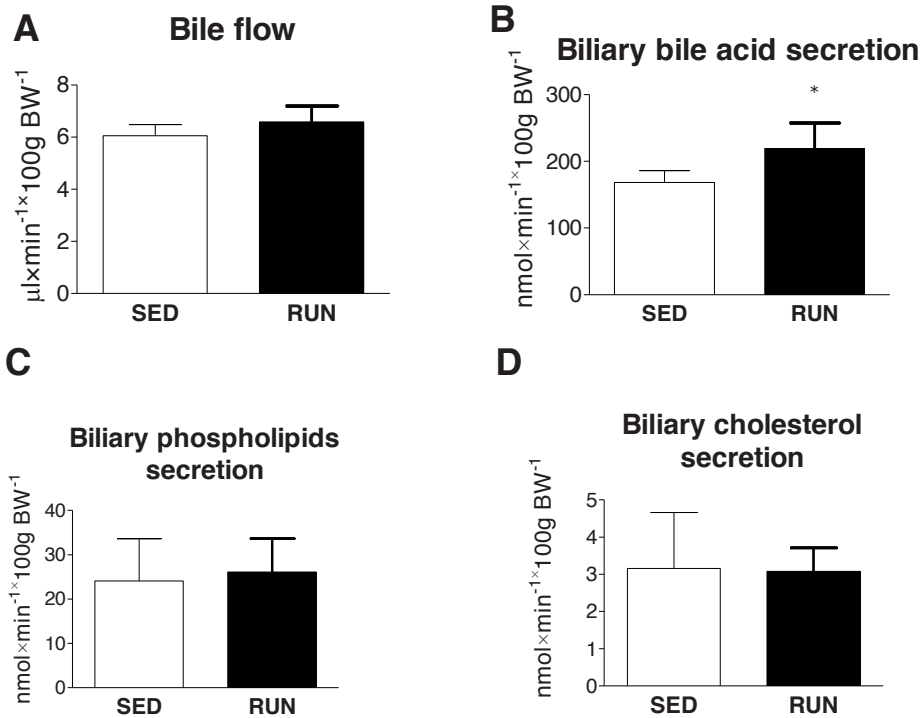 A
Bile flow
µl×min⁻¹×100g BW⁻¹
8
6
4
2
0
SED RUN
B
Biliary bile acid secretion
nmol×min⁻¹×100g BW⁻¹
300
200
100
0
*
SED RUN
C
Biliary phospholipids
secretion
nmol×min⁻¹×100g BW⁻¹
40
30
20
10
0
SED RUN
D
Biliary cholesterol
secretion
nmol×min⁻¹×100g BW⁻¹
5
4
3
2
1
0
SED RUN